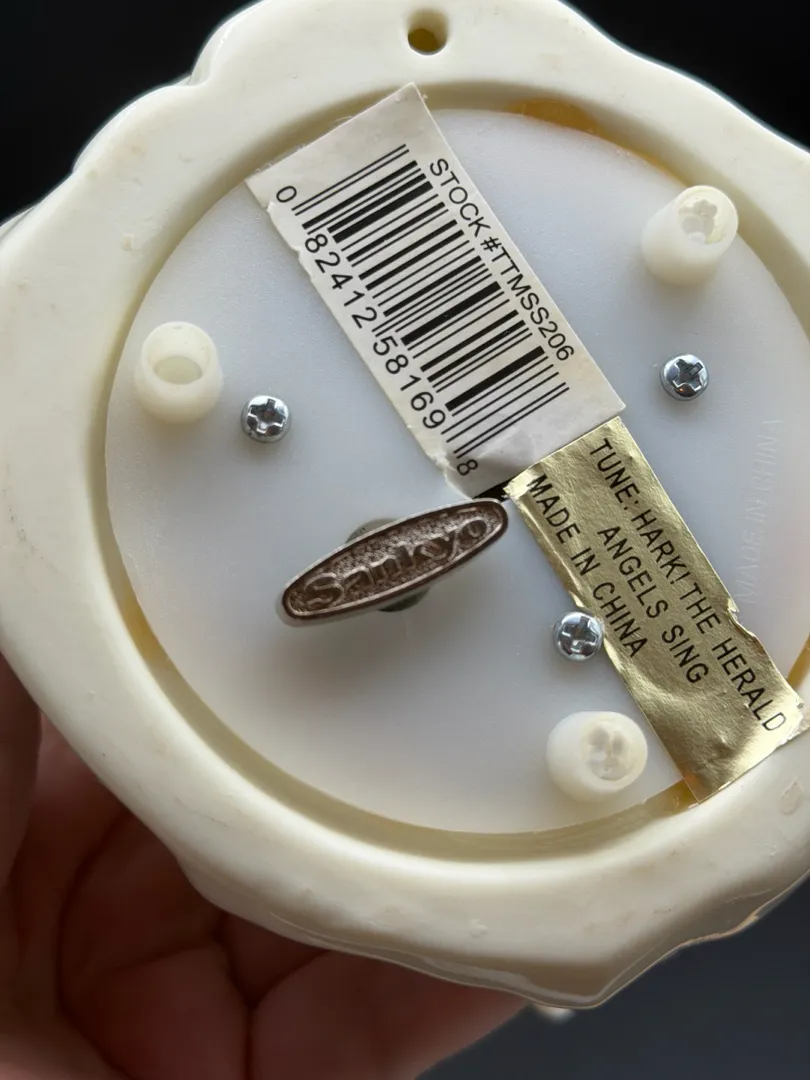 STOCK #TTMSS206
0 82412 58169 8
TUNE: HARK! THE HERALD
ANGELS SING
MADE IN CHINA
Sankyo
MADE IN CHINA